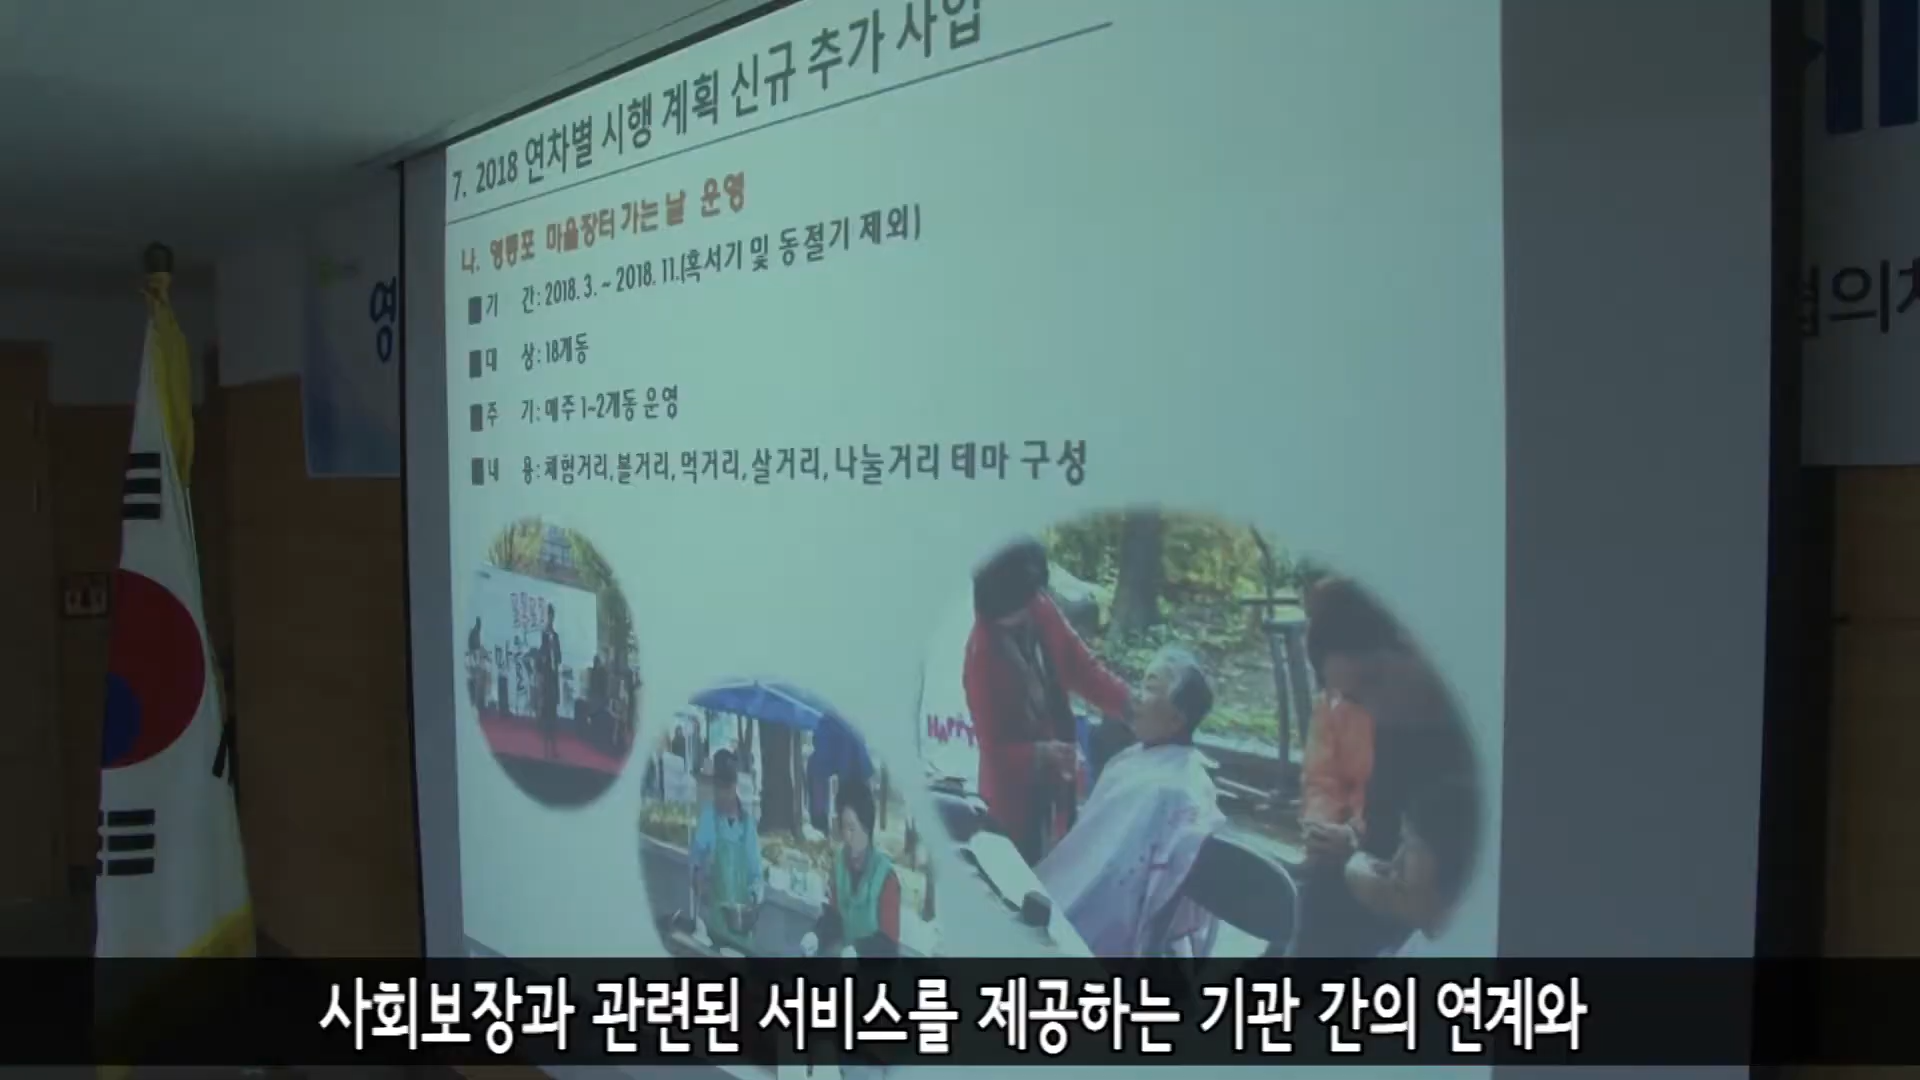 7. 2018 연차별 시행 계획 신규 추가 사업
나. 영등포 마을장터 가는 날 운영
기 간: 2018. 3. ~ 2018. 11.(혹서기 및 동절기 제외)
대 상: 18개동
주 기: 매주 1~2개동 운영
내 용: 체험거리, 볼거리, 먹거리, 살거리, 나눌거리 테마 구성
영
협의체
HAPPY
사회보장과 관련된 서비스를 제공하는 기관 간의 연계와